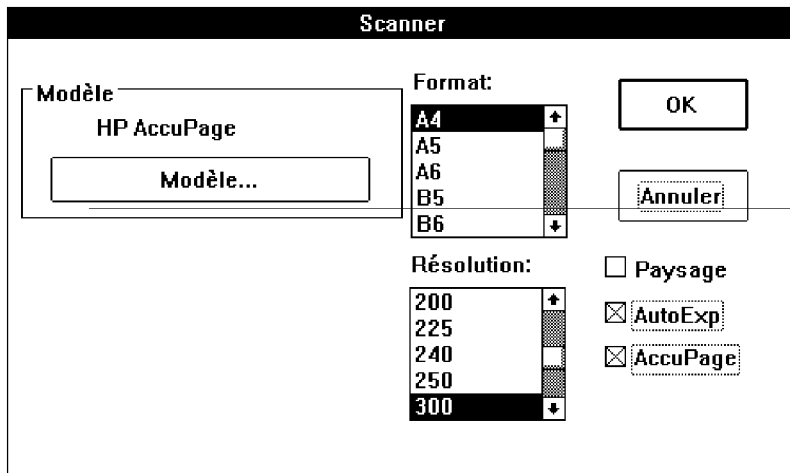 Scanner
Modèle
HP AccuPage
Modèle...
Format:
A4
A5
A6
B5
B6
Résolution:
200
225
240
250
300
OK
Annuler
Paysage
AutoExp
AccuPage